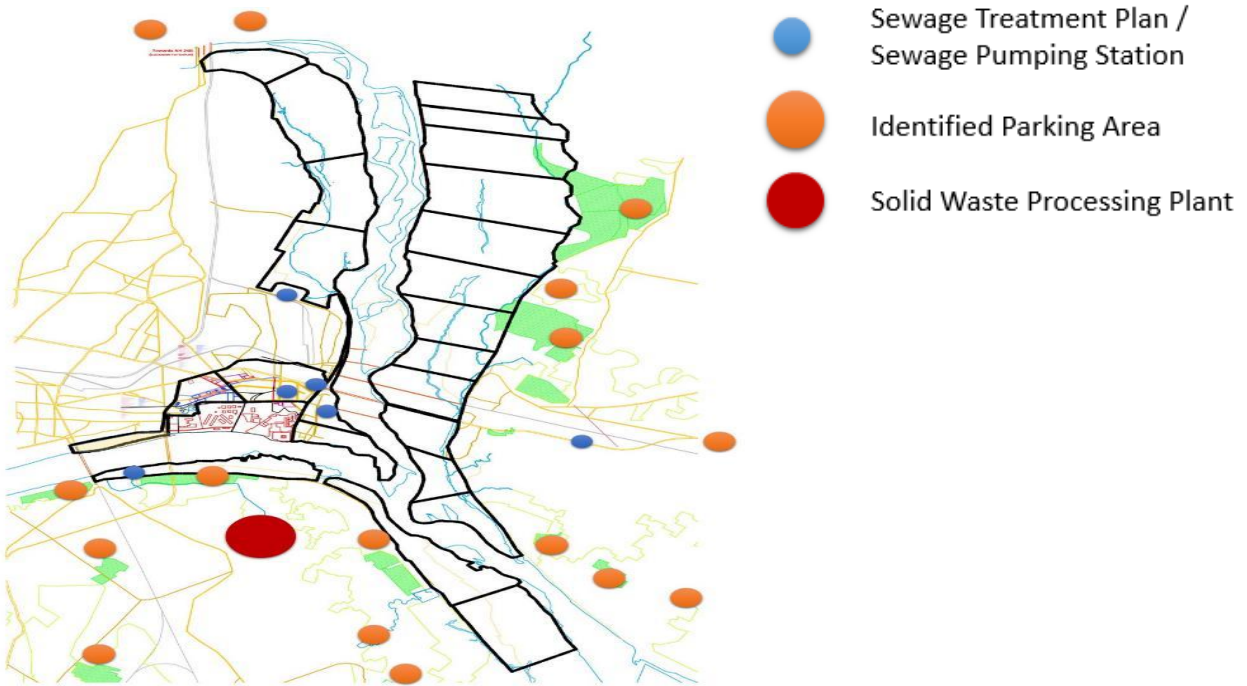 Sewage Treatment Plan /
Sewage Pumping Station
Identified Parking Area
Solid Waste Processing Plant